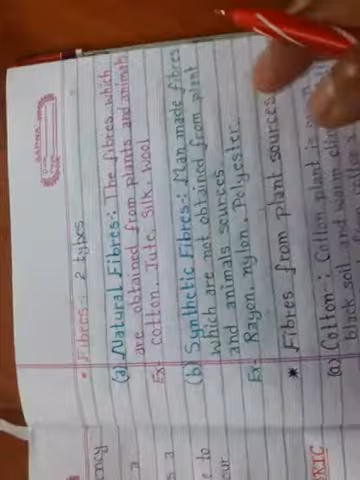 • Fibres :- 2 types
(a) Natural Fibres :- The fibres which
are obtained from plants and animals
Ex- cotton, Jute, silk, wool
(b) Synthetic Fibres :- Man made fibres
which are not obtained from plant
and animals sources
Ex- Rayon, nylon, Polyester
* Fibres from plant sources
(a) Cotton :- Cotton plant is
black soil and warm